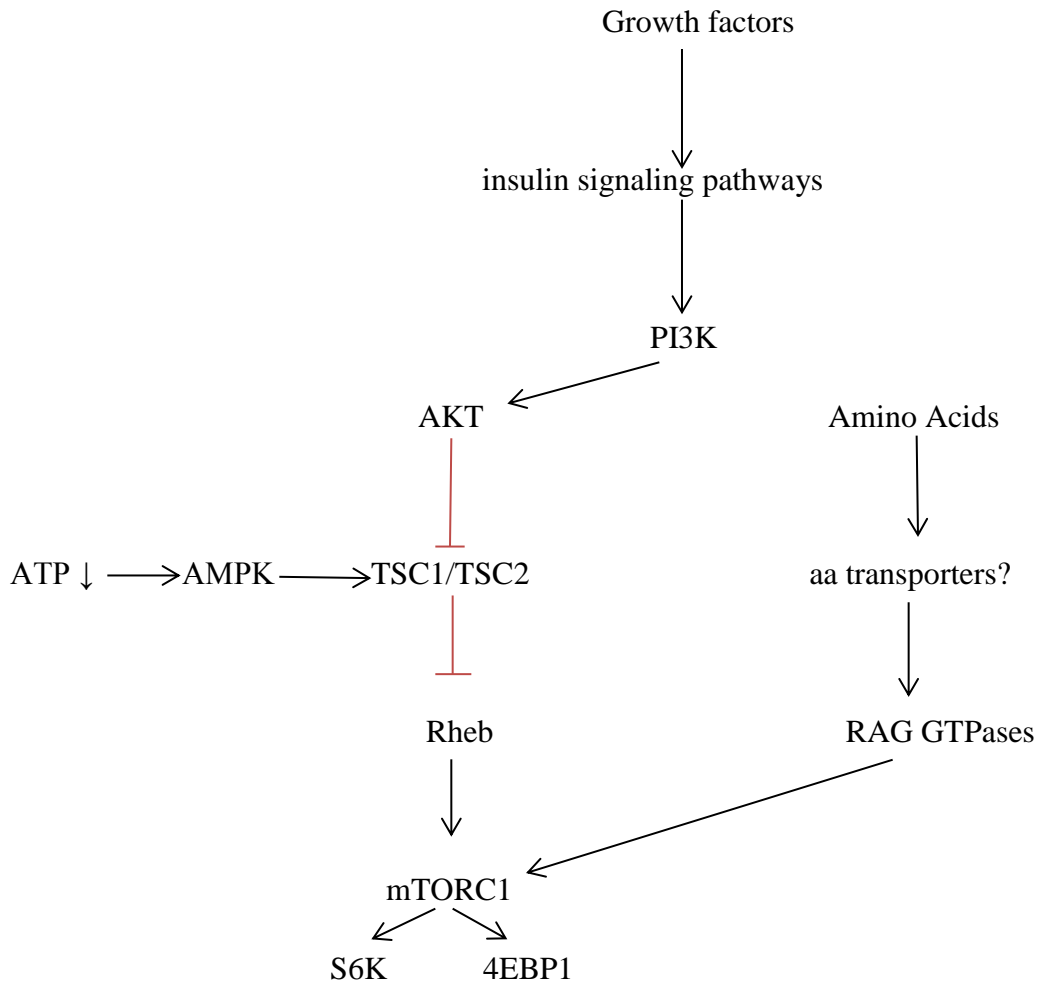 Growth factors
insulin signaling pathways
PI3K
AKT
Amino Acids
ATP ↓
AMPK
TSC1/TSC2
aa transporters?
Rheb
RAG GTPases
mTORC1
S6K
4EBP1